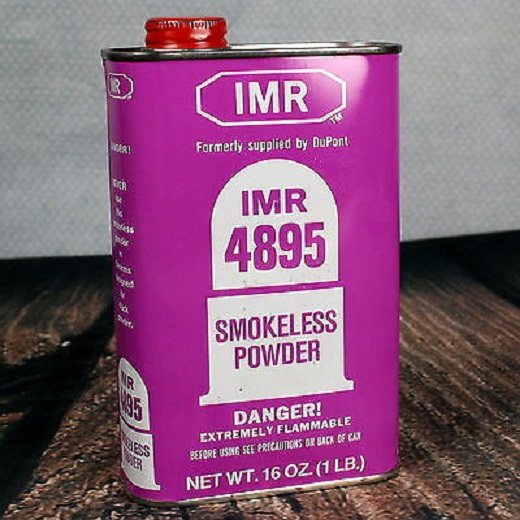 IMR
TM
Formerly supplied by DuPont
IMR
4895
SMOKELESS
POWDER
DANGER!
EXTREMELY FLAMMABLE
BEFORE USING SEE PRECAUTIONS ON BACK OF CAN
NET WT. 16 OZ. (1 LB.)